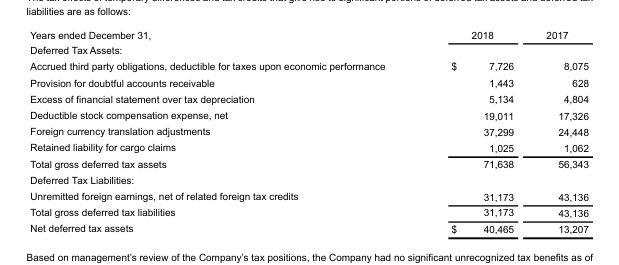 liabilities are as follows:
Years ended December 31, 2018 2017
Deferred Tax Assets:
Accrued third party obligations, deductible for taxes upon economic performance $ 7,726 8,075
Provision for doubtful accounts receivable 1,443 628
Excess of financial statement over tax depreciation 5,134 4,804
Deductible stock compensation expense, net 19,011 17,326
Foreign currency translation adjustments 37,299 24,448
Retained liability for cargo claims 1,025 1,062
Total gross deferred tax assets 71,638 56,343
Deferred Tax Liabilities:
Unremitted foreign earnings, net of related foreign tax credits 31,173 43,136
Total gross deferred tax liabilities 31,173 43,136
Net deferred tax assets $ 40,465 13,207
Based on management's review of the Company's tax positions, the Company had no significant unrecognized tax benefits as of